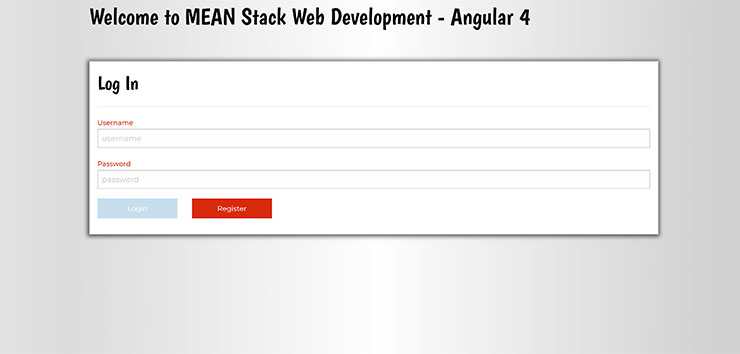 Welcome to MEAN Stack Web Development - Angular 4
Log In
Username
username
Password
password
Login
Register